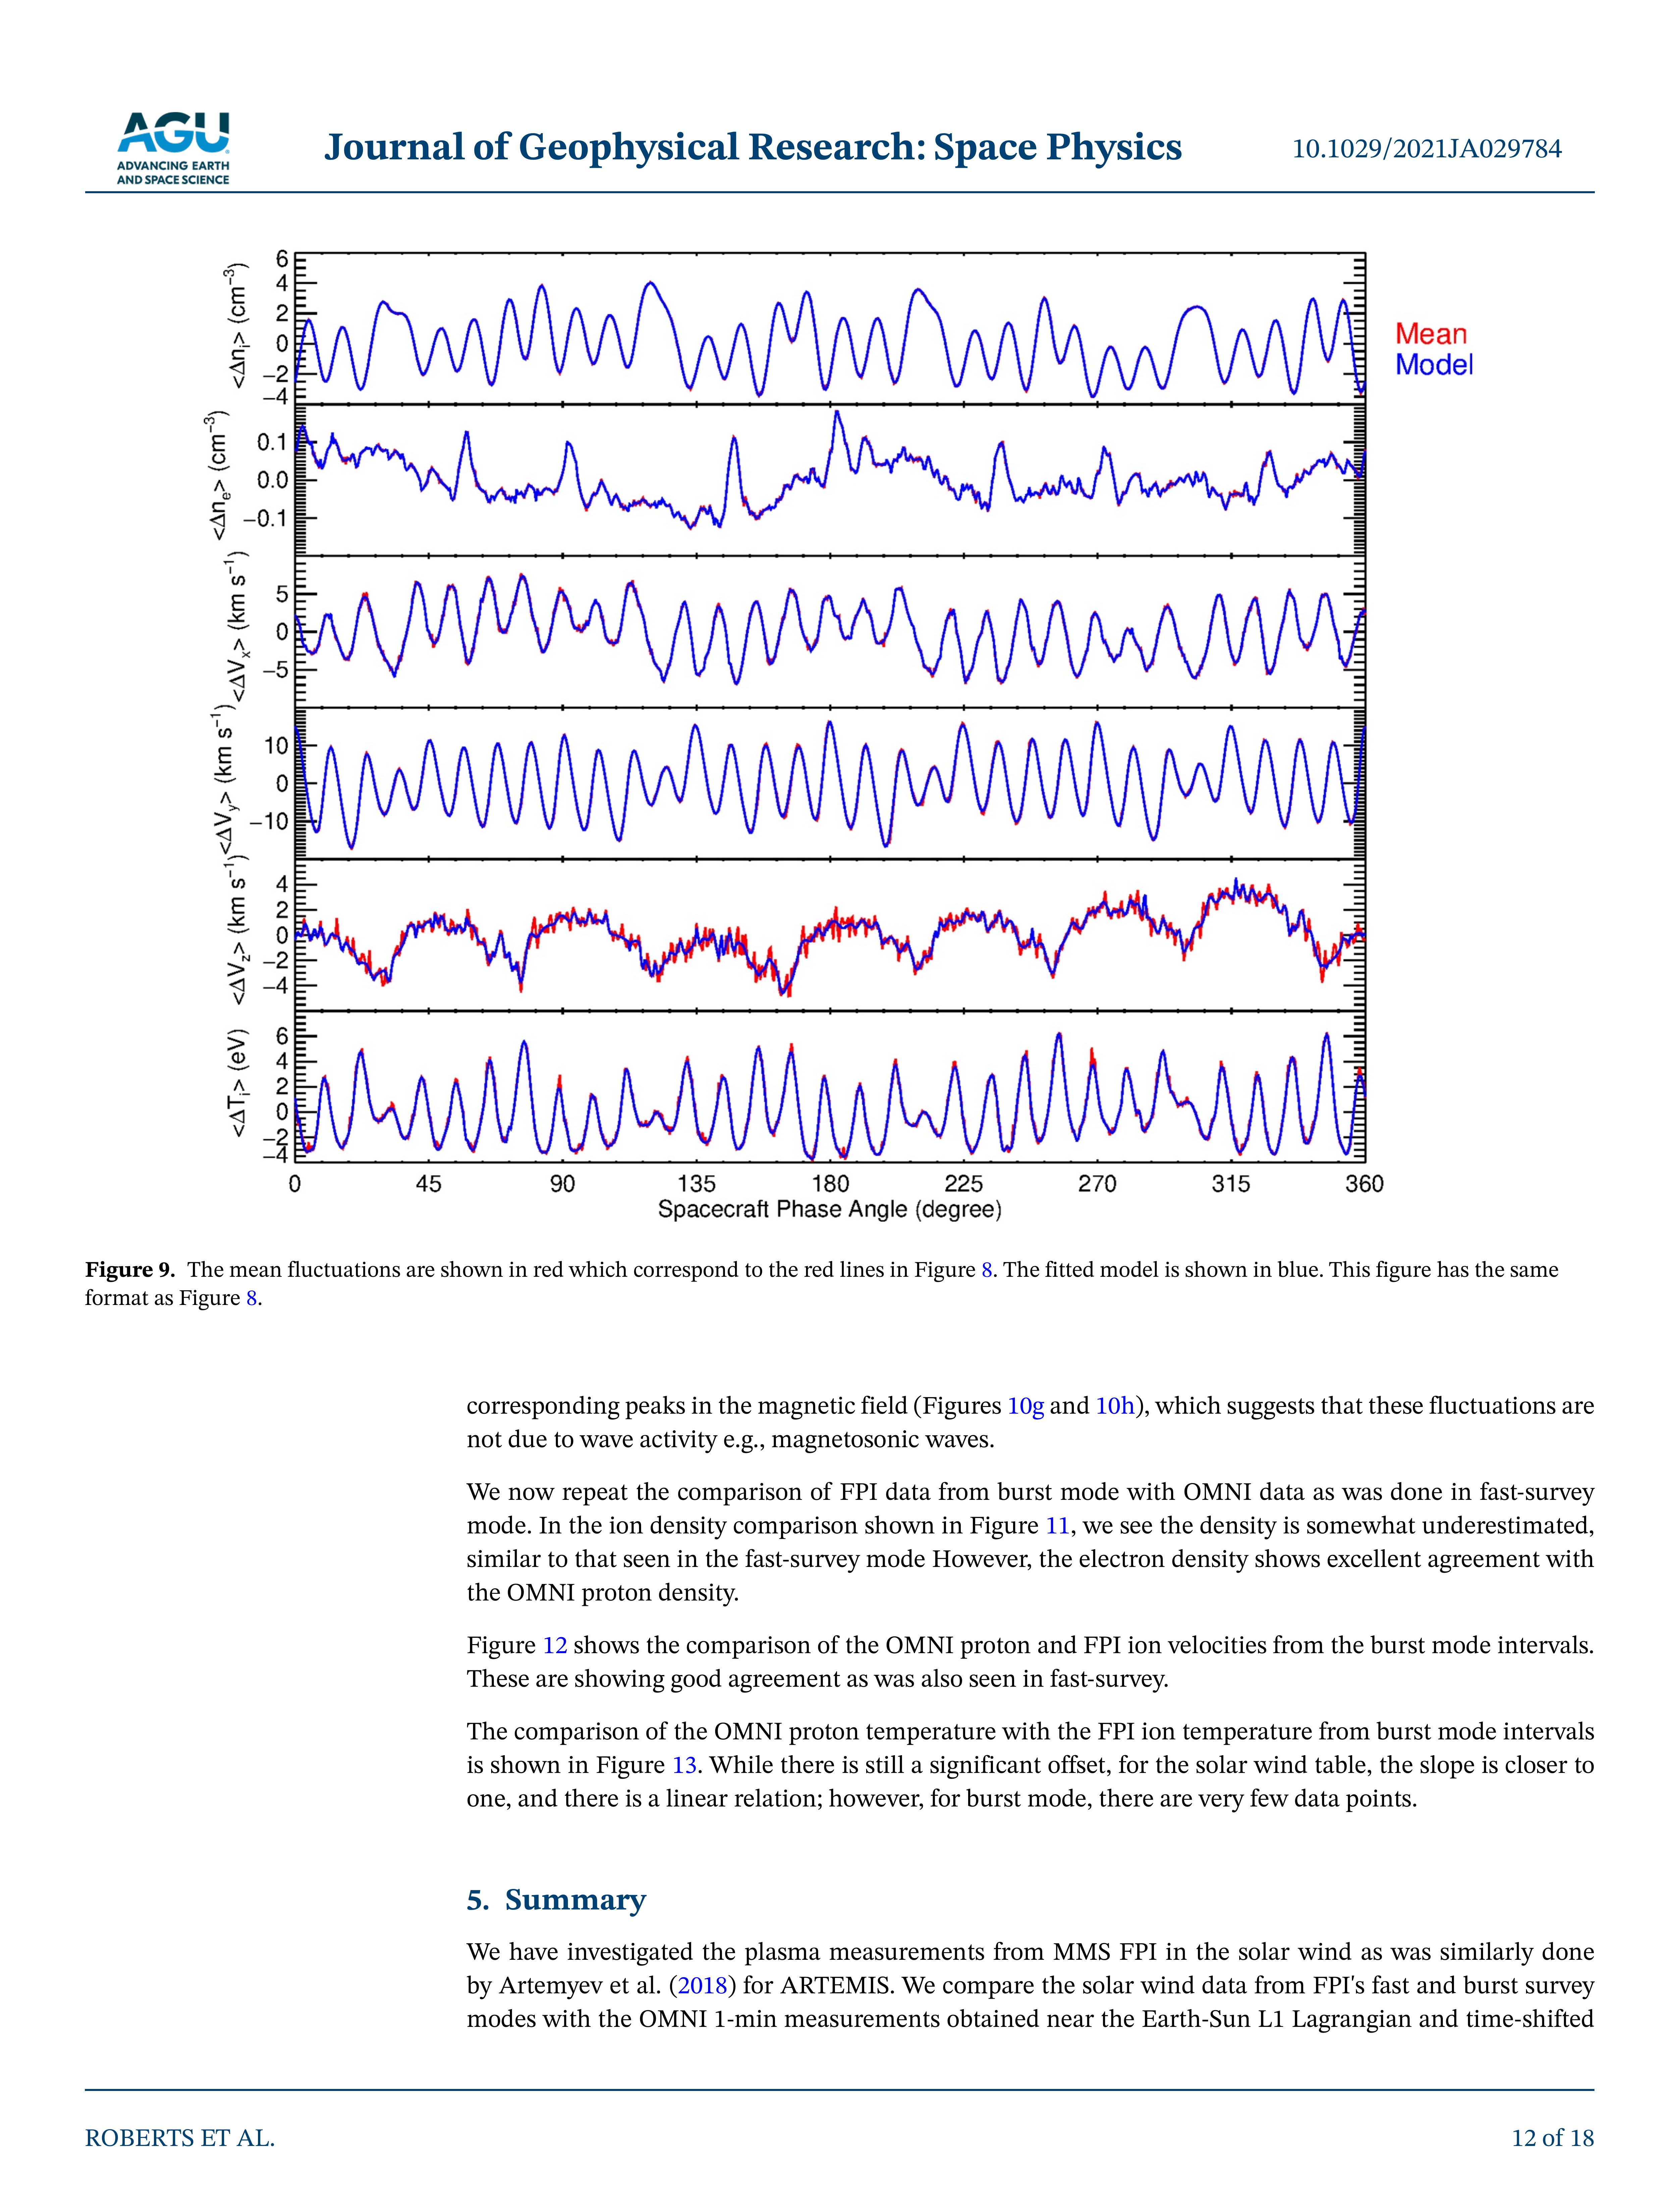 AGU
ADVANCING EARTH
AND SPACE SCIENCE
Journal of Geophysical Research: Space Physics
10.1029/2021JA029784
<Δnᵢ> (cm⁻³)
6
4
2
0
−2
−4
Mean
Model
<Δnₑ> (cm⁻³)
0.1
0.0
−0.1
<ΔVₓ> (km s⁻¹)
5
0
−5
<ΔVy> (km s⁻¹)
10
0
−10
<ΔVz> (km s⁻¹)
4
2
0
−2
−4
<ΔTᵢ> (eV)
6
4
2
0
−2
−4
0 45 90 135 180 225 270 315 360
Spacecraft Phase Angle (degree)
Figure 9. The mean fluctuations are shown in red which correspond to the red lines in Figure 8. The fitted model is shown in blue. This figure has the same
format as Figure 8.
corresponding peaks in the magnetic field (Figures 10g and 10h), which suggests that these fluctuations are
not due to wave activity e.g., magnetosonic waves.
We now repeat the comparison of FPI data from burst mode with OMNI data as was done in fast-survey
mode. In the ion density comparison shown in Figure 11, we see the density is somewhat underestimated,
similar to that seen in the fast-survey mode However, the electron density shows excellent agreement with
the OMNI proton density.
Figure 12 shows the comparison of the OMNI proton and FPI ion velocities from the burst mode intervals.
These are showing good agreement as was also seen in fast-survey.
The comparison of the OMNI proton temperature with the FPI ion temperature from burst mode intervals
is shown in Figure 13. While there is still a significant offset, for the solar wind table, the slope is closer to
one, and there is a linear relation; however, for burst mode, there are very few data points.
5. Summary
We have investigated the plasma measurements from MMS FPI in the solar wind as was similarly done
by Artemyev et al. (2018) for ARTEMIS. We compare the solar wind data from FPI's fast and burst survey
modes with the OMNI 1-min measurements obtained near the Earth-Sun L1 Lagrangian and time-shifted
ROBERTS ET AL.
12 of 18